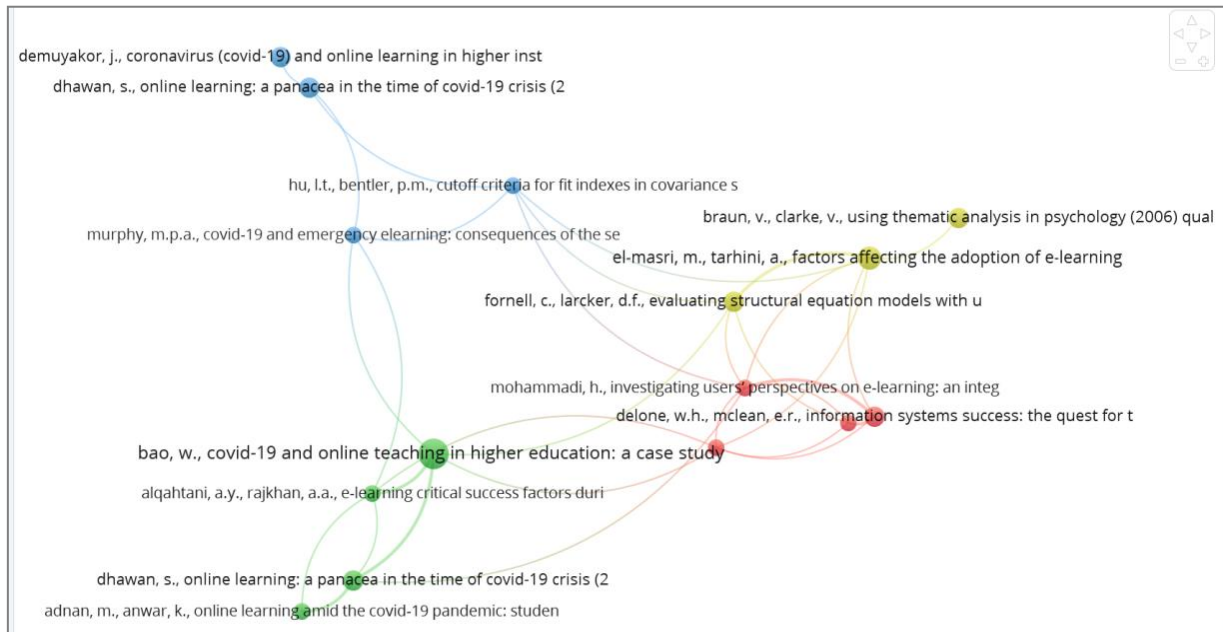 demuyakor, j., coronavirus (covid-19) and online learning in higher inst
dhawan, s., online learning: a panacea in the time of covid-19 crisis (2
hu, l.t., bentler, p.m., cutoff criteria for fit indexes in covariance s
braun, v., clarke, v., using thematic analysis in psychology (2006) qual
murphy, m.p.a., covid-19 and emergency elearning: consequences of the se
el-masri, m., tarhini, a., factors affecting the adoption of e-learning
fornell, c., larcker, d.f., evaluating structural equation models with u
mohammadi, h., investigating users' perspectives on e-learning: an integ
delone, w.h., mclean, e.r., information systems success: the quest for t
bao, w., covid-19 and online teaching in higher education: a case study
alqahtani, a.y., rajkhan, a.a., e-learning critical success factors duri
dhawan, s., online learning: a panacea in the time of covid-19 crisis (2
adnan, m., anwar, k., online learning amid the covid-19 pandemic: studen